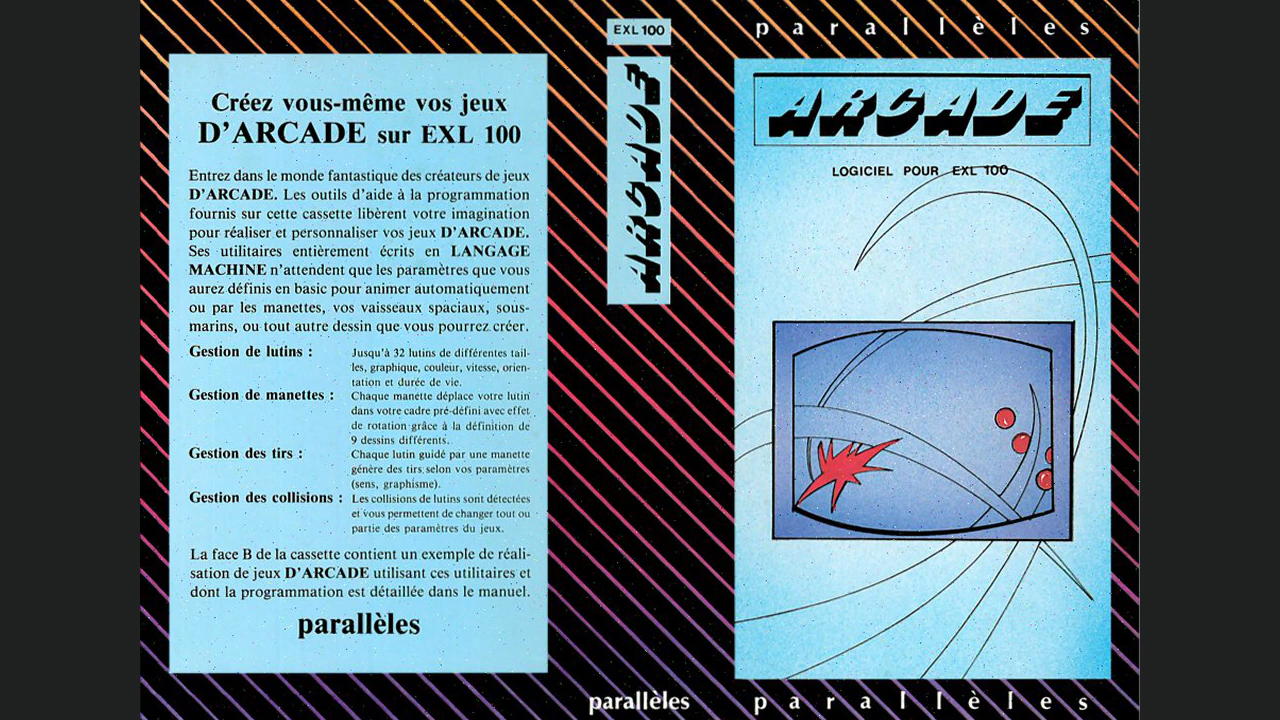 Créez vous-même vos jeux
D'ARCADE sur EXL 100
Entrez dans le monde fantastique des créateurs de jeux
D'ARCADE. Les outils d'aide à la programmation
fournis sur cette cassette libèrent votre imagination
pour réaliser et personnaliser vos jeux D'ARCADE.
Ses utilitaires entièrement écrits en LANGAGE
MACHINE n'attendent que les paramètres que vous
aurez définis en basic pour animer automatiquement
ou par les manettes, vos vaisseaux spaciaux, sous-
marins, ou tout autre dessin que vous pourrez créer.
Gestion de lutins : Jusqu'à 32 lutins de différentes tail-
les, graphique, couleur, vitesse, orien-
tation et durée de vie.
Gestion de manettes : Chaque manette déplace votre lutin
dans votre cadre pré-défini avec effet
de rotation grâce à la définition de
9 dessins différents.
Gestion des tirs : Chaque lutin guidé par une manette
génère des tirs selon vos paramètres
(sens, graphisme).
Gestion des collisions : Les collisions de lutins sont détectées
et vous permettent de changer tout ou
partie des paramètres du jeux.
La face B de la cassette contient un exemple de réali-
sation de jeux D'ARCADE utilisant ces utilitaires et
dont la programmation est détaillée dans le manuel.
parallèles
EXL 100
ARCADE
parallèles
parallèles
ARCADE
LOGICIEL POUR EXL 100
parallèles